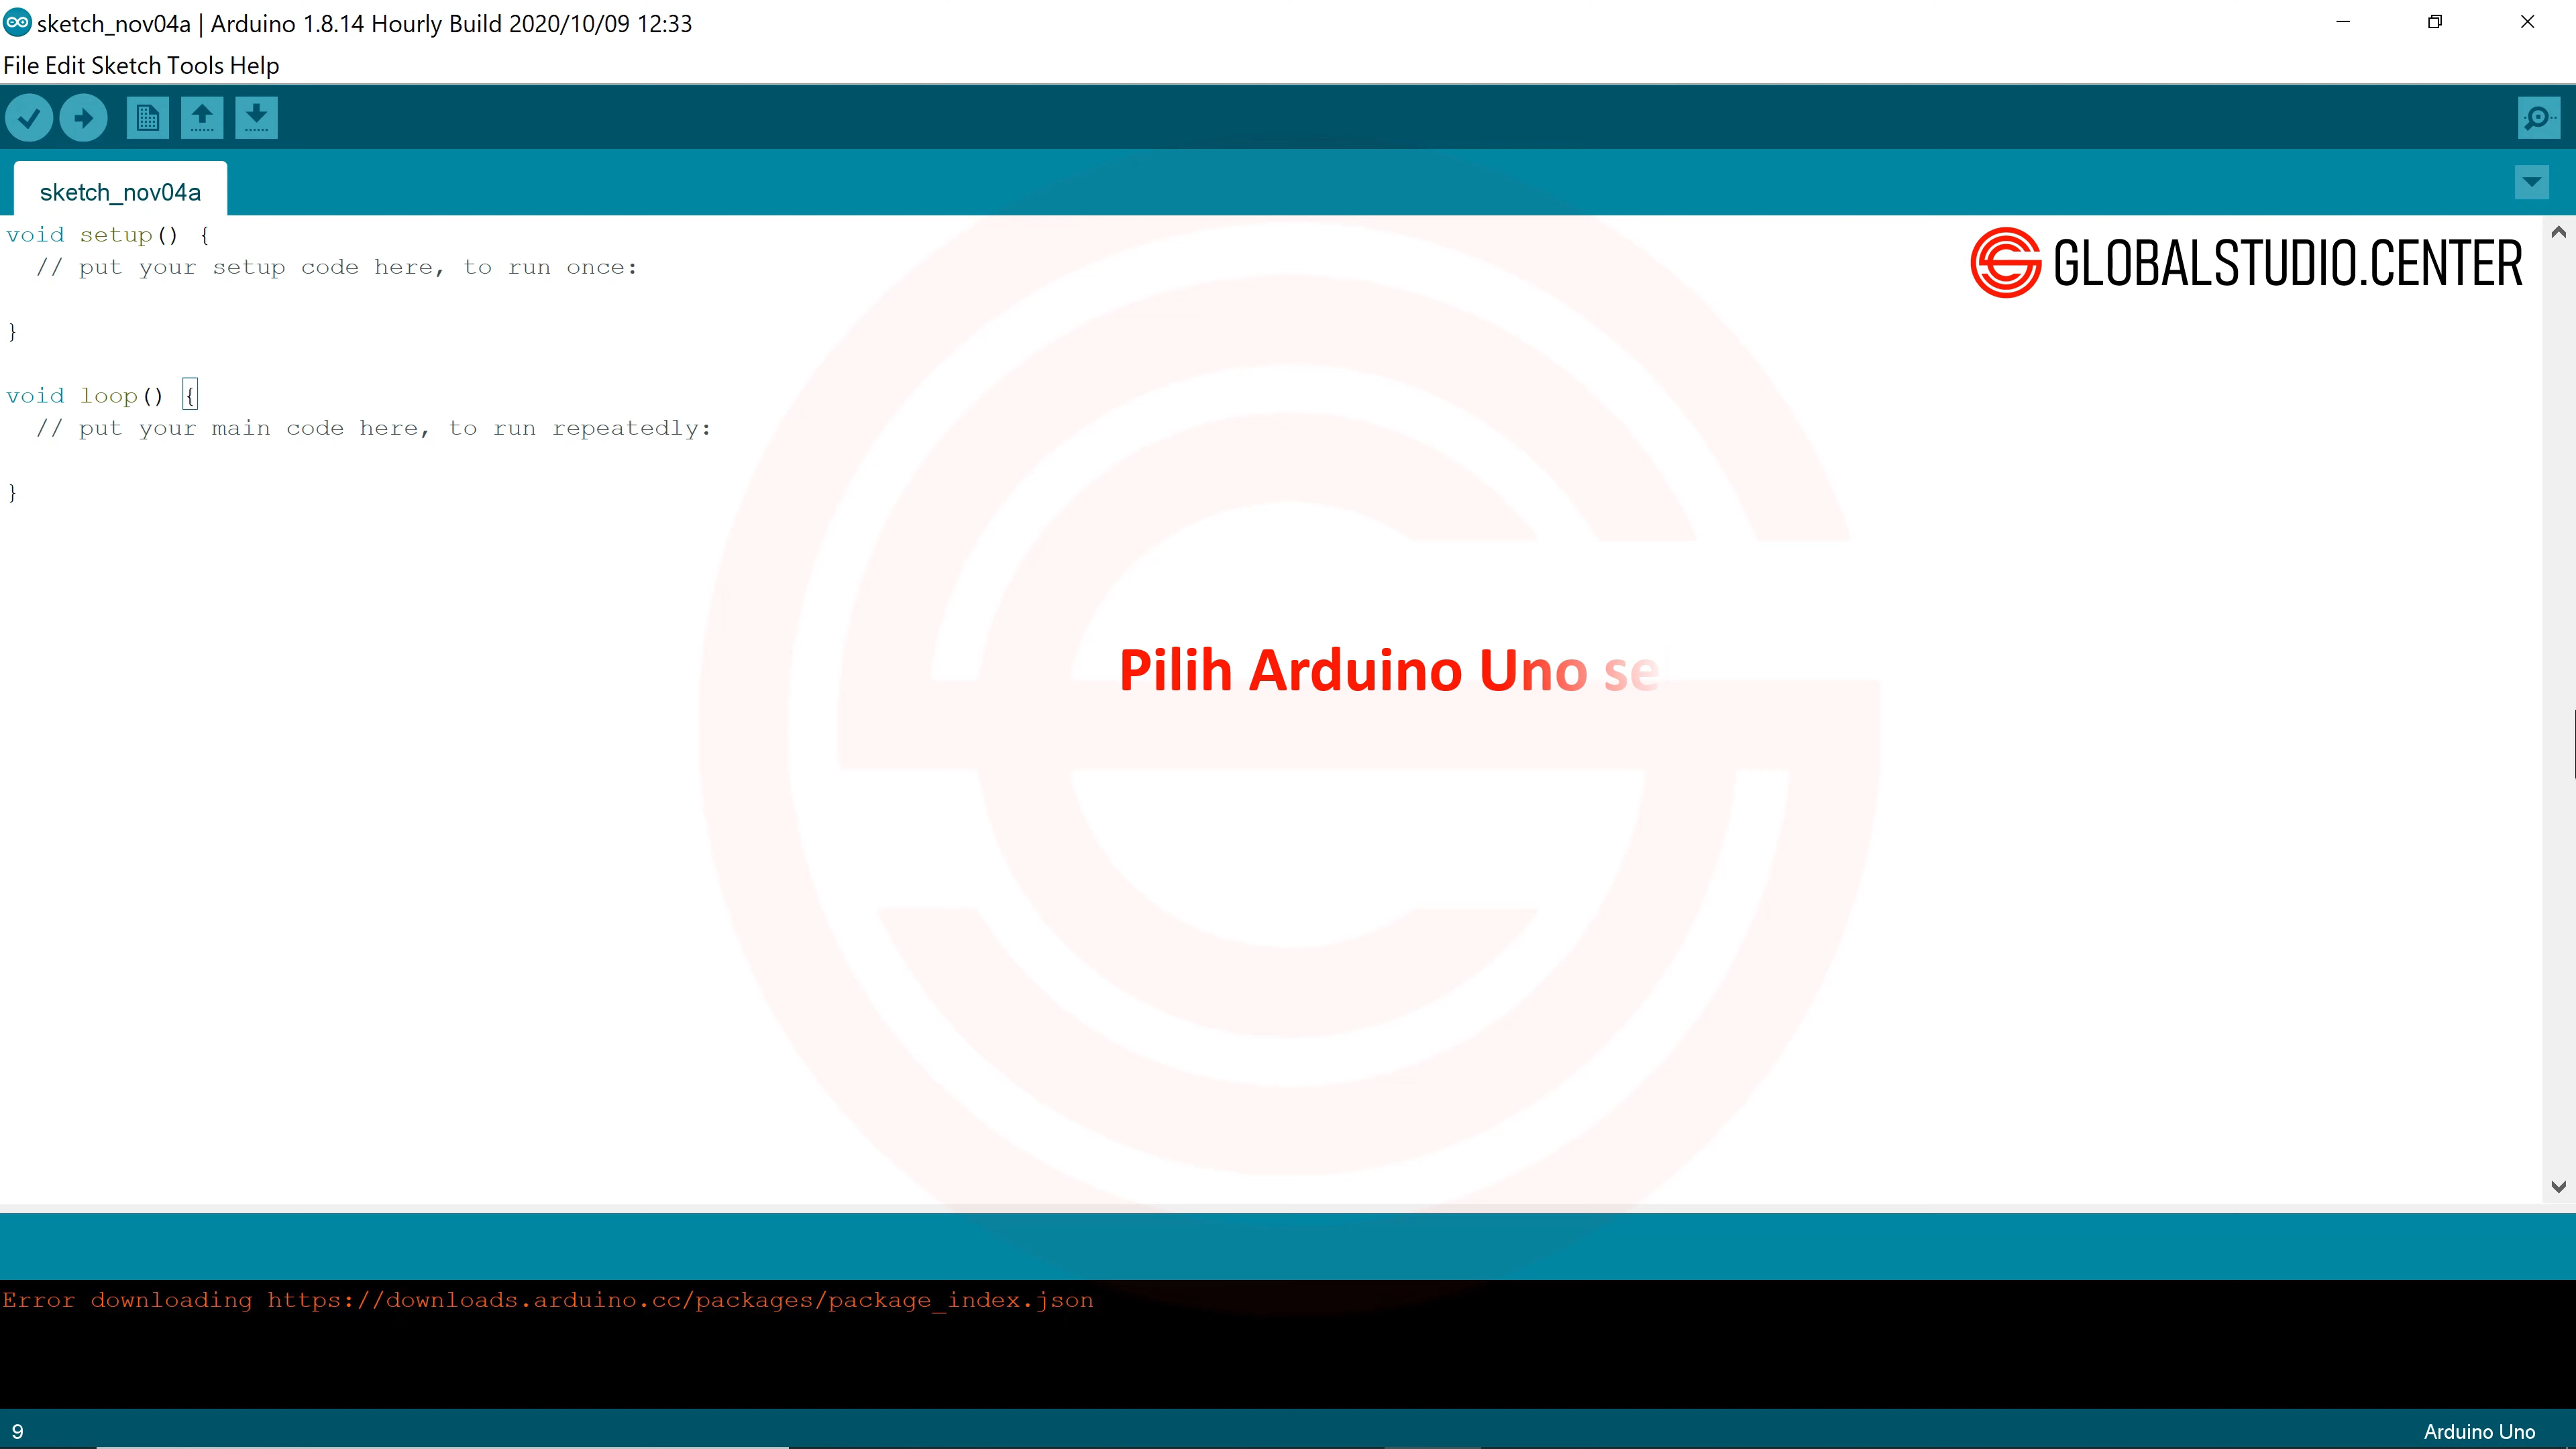 sketch_nov04a | Arduino 1.8.14 Hourly Build 2020/10/09 12:33
File Edit Sketch Tools Help
sketch_nov04a
void setup() {
  // put your setup code here, to run once:
}
void loop() {
  // put your main code here, to run repeatedly:
}
GLOBALSTUDIO.CENTER
Pilih Arduino Uno se
Error downloading https://downloads.arduino.cc/packages/package_index.json
9
Arduino Uno